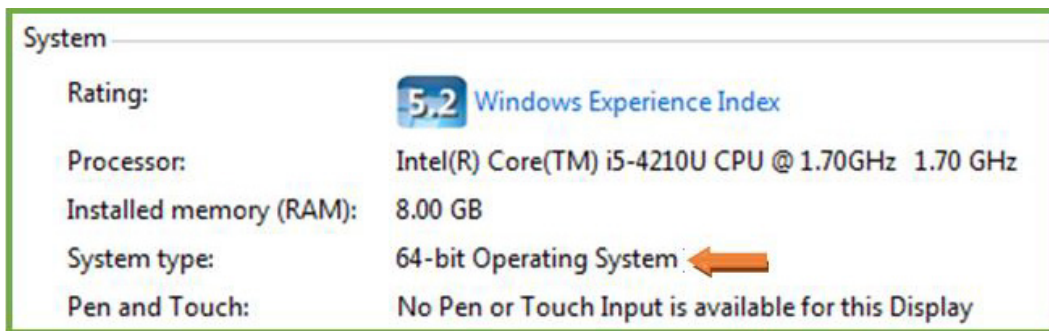 System
Rating: 5.2 Windows Experience Index
Processor: Intel(R) Core(TM) i5-4210U CPU @ 1.70GHz 1.70 GHz
Installed memory (RAM): 8.00 GB
System type: 64-bit Operating System
Pen and Touch: No Pen or Touch Input is available for this Display